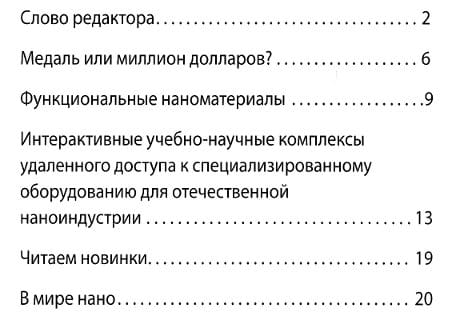 Слово редактора................................ 2
Медаль или миллион долларов? ................... 6
Функциональные наноматериалы ..................9
Интерактивные учебно-научные комплексы
удаленного доступа к специализированному
оборудованию для отечественной
наноиндустрии .................................. 13
Читаем новинки................................. 19
В мире нано..................................... 20